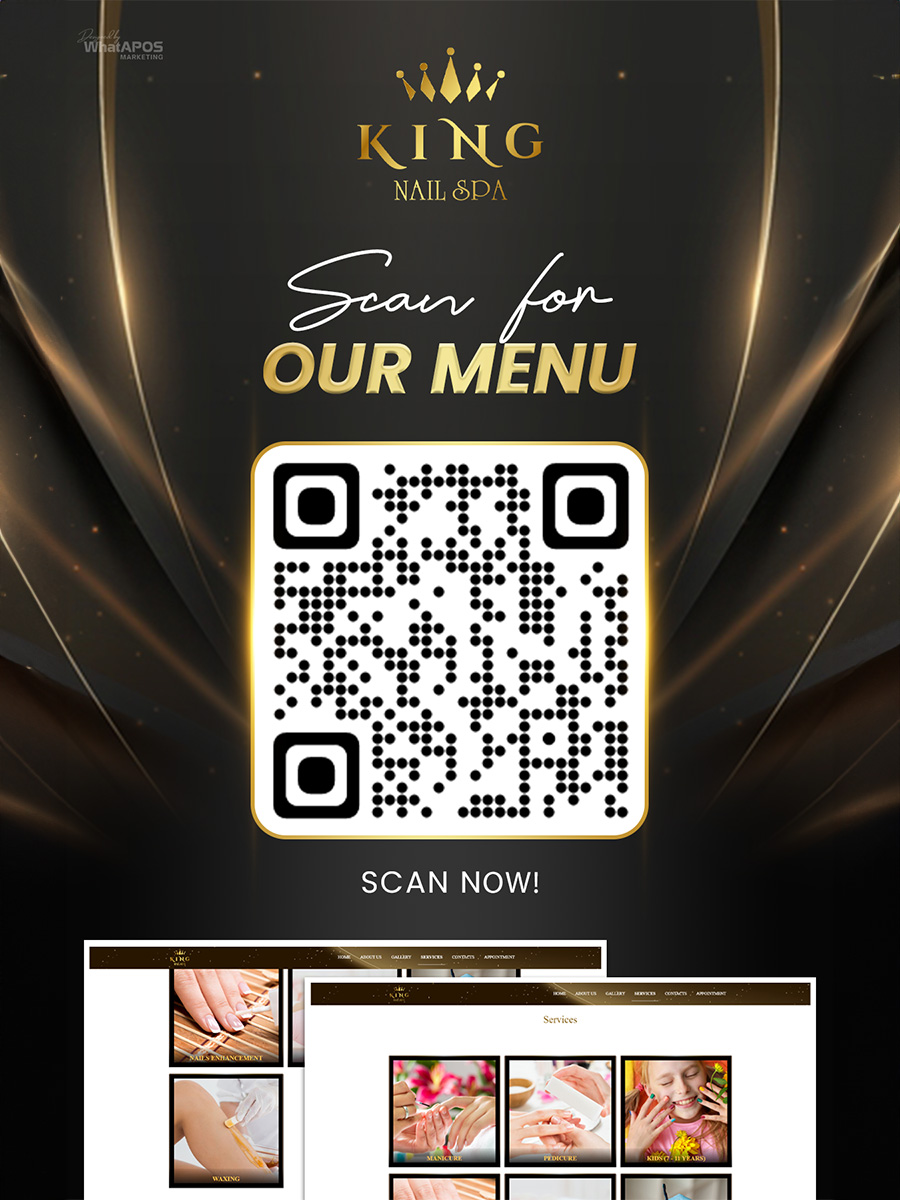 Designed by
WhatAPOS
MARKETING
KING
NAIL SPA
Scan for
OUR MENU
SCAN NOW!
KING
HOME ABOUT US GALLERY SERVICES CONTACTS APPOINTMENT
NAILS ENHANCEMENT
WAXING
KING
HOME ABOUT US GALLERY SERVICES CONTACTS APPOINTMENT
Services
MANICURE
PEDICURE
KIDS (7 - 11 YEARS)